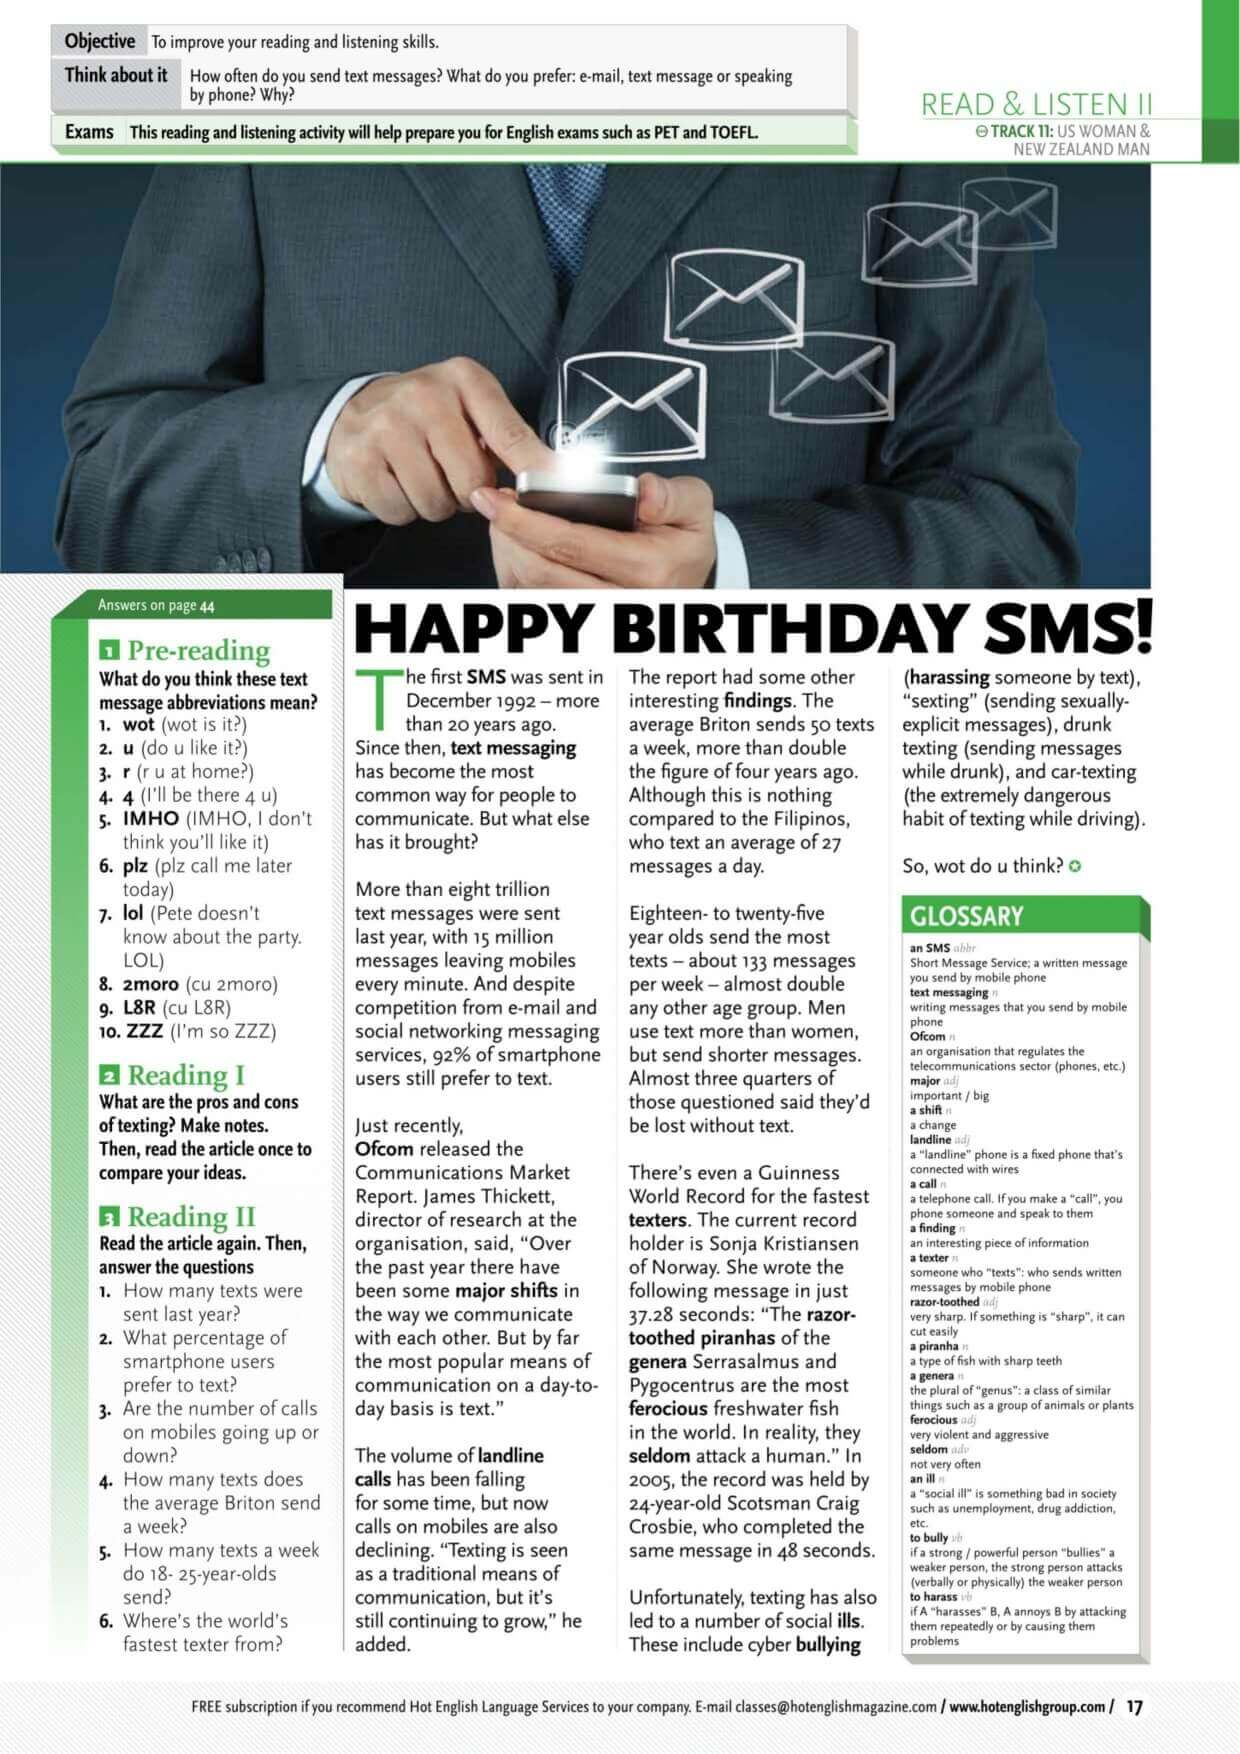 Objective To improve your reading and listening skills.
Think about it How often do you send text messages? What do you prefer: e-mail, text message or speaking
by phone? Why?
Exams This reading and listening activity will help prepare you for English exams such as PET and TOEFL.
READ & LISTEN II
TRACK 11: US WOMAN &
NEW ZEALAND MAN
Answers on page 44
1 Pre-reading
What do you think these text
message abbreviations mean?
1. wot (wot is it?)
2. u (do u like it?)
3. r (r u at home?)
4. 4 (I'll be there 4 u)
5. IMHO (IMHO, I don't
think you'll like it)
6. plz (plz call me later
today)
7. lol (Pete doesn't
know about the party.
LOL)
8. 2moro (cu 2moro)
9. L8R (cu L8R)
10. ZZZ (I'm so ZZZ)
2 Reading I
What are the pros and cons
of texting? Make notes.
Then, read the article once to
compare your ideas.
3 Reading II
Read the article again. Then,
answer the questions
1. How many texts were
sent last year?
2. What percentage of
smartphone users
prefer to text?
3. Are the number of calls
on mobiles going up or
down?
4. How many texts does
the average Briton send
a week?
5. How many texts a week
do 18- 25-year-olds
send?
6. Where's the world's
fastest texter from?
HAPPY BIRTHDAY SMS!
The first SMS was sent in
December 1992 – more
than 20 years ago.
Since then, text messaging
has become the most
common way for people to
communicate. But what else
has it brought?
More than eight trillion
text messages were sent
last year, with 15 million
messages leaving mobiles
every minute. And despite
competition from e-mail and
social networking messaging
services, 92% of smartphone
users still prefer to text.
Just recently,
Ofcom released the
Communications Market
Report. James Thickett,
director of research at the
organisation, said, “Over
the past year there have
been some major shifts in
the way we communicate
with each other. But by far
the most popular means of
communication on a day-to-
day basis is text.”
The volume of landline
calls has been falling
for some time, but now
calls on mobiles are also
declining. “Texting is seen
as a traditional means of
communication, but it's
still continuing to grow,” he
added.
The report had some other
interesting findings. The
average Briton sends 50 texts
a week, more than double
the figure of four years ago.
Although this is nothing
compared to the Filipinos,
who text an average of 27
messages a day.
Eighteen- to twenty-five
year olds send the most
texts – about 133 messages
per week – almost double
any other age group. Men
use text more than women,
but send shorter messages.
Almost three quarters of
those questioned said they'd
be lost without text.
There's even a Guinness
World Record for the fastest
texters. The current record
holder is Sonja Kristiansen
of Norway. She wrote the
following message in just
37.28 seconds: “The razor-
toothed piranhas of the
genera Serrasalmus and
Pygocentrus are the most
ferocious freshwater fish
in the world. In reality, they
seldom attack a human.” In
2005, the record was held by
24-year-old Scotsman Craig
Crosbie, who completed the
same message in 48 seconds.
Unfortunately, texting has also
led to a number of social ills.
These include cyber bullying
(harassing someone by text),
“sexting” (sending sexually-
explicit messages), drunk
texting (sending messages
while drunk), and car-texting
(the extremely dangerous
habit of texting while driving).
So, wot do u think?
GLOSSARY
an SMS abbr
Short Message Service; a written message
you send by mobile phone
text messaging n
writing messages that you send by mobile
phone
Ofcom n
an organisation that regulates the
telecommunications sector (phones, etc.)
major adj
important / big
a shift n
a change
landline adj
a “landline” phone is a fixed phone that's
connected with wires
a call n
a telephone call. If you make a “call”, you
phone someone and speak to them
a finding n
an interesting piece of information
a texter n
someone who “texts”: who sends written
messages by mobile phone
razor-toothed adj
very sharp. If something is “sharp”, it can
cut easily
a piranha n
a type of fish with sharp teeth
a genera n
the plural of “genus”: a class of similar
things such as a group of animals or plants
ferocious adj
very violent and aggressive
seldom adv
not very often
an ill n
a “social ill” is something bad in society
such as unemployment, drug addiction,
etc.
to bully vb
if a strong / powerful person “bullies” a
weaker person, the strong person attacks
(verbally or physically) the weaker person
to harass vb
if A “harasses” B, A annoys B by attacking
them repeatedly or by causing them
problems
FREE subscription if you recommend Hot English Language Services to your company. E-mail classes@hotenglishmagazine.com / www.hotenglishgroup.com / 17